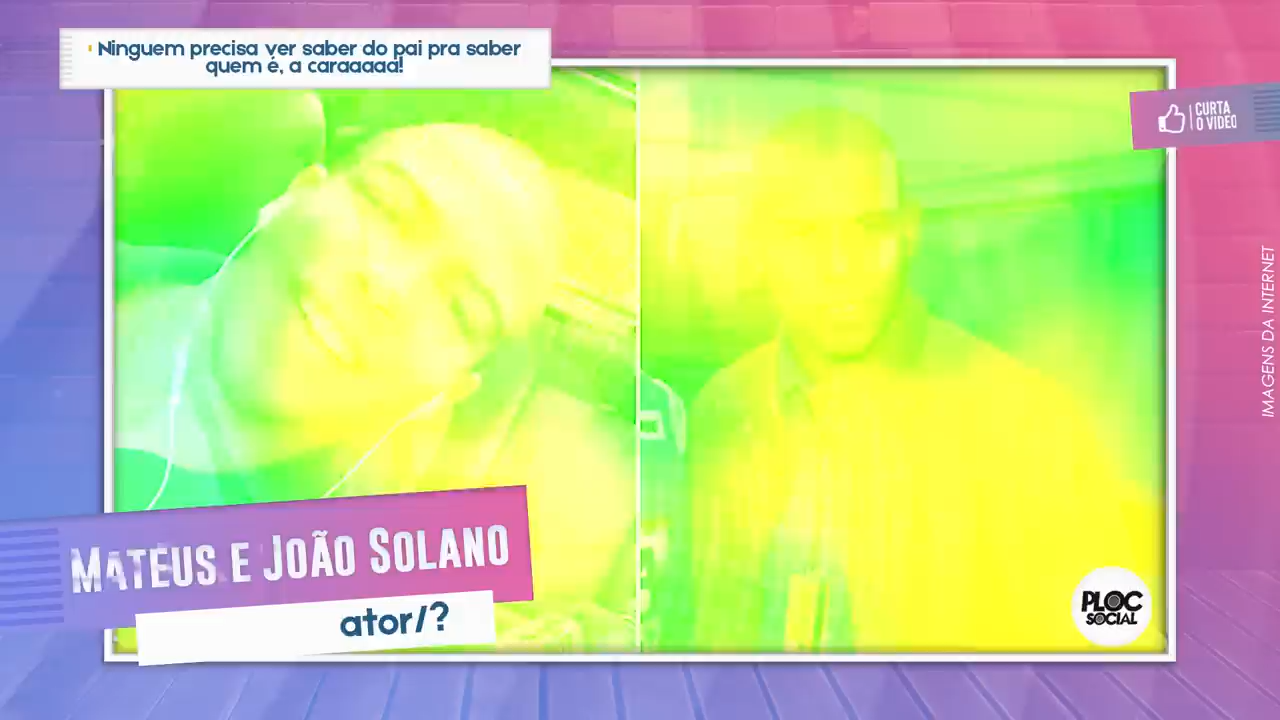 Ninguem precisa ver saber do pai pra saber
quem é, a caraaaaa!
CURTA
O VIDEO
IMAGENS DA INTERNET
MATEUS E JOÃO SOLANO
ator/?
PLOC
SOCIAL